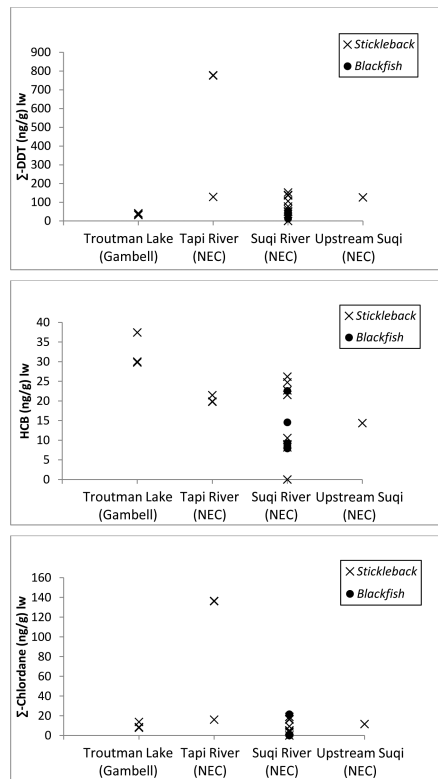 900
800
700
600
500
400
300
200
100
0
∑-DDT (ng/g) lw
Stickleback
Blackfish
Troutman Lake Tapi River Suqi River Upstream Suqi
(Gambell) (NEC) (NEC) (NEC)
40
35
30
25
20
15
10
5
0
HCB (ng/g) lw
Stickleback
Blackfish
Troutman Lake Tapi River Suqi River Upstream Suqi
(Gambell) (NEC) (NEC) (NEC)
160
140
120
100
80
60
40
20
0
∑-Chlordane (ng/g) lw
Stickleback
Blackfish
Troutman Lake Tapi River Suqi River Upstream Suqi
(Gambell) (NEC) (NEC) (NEC)